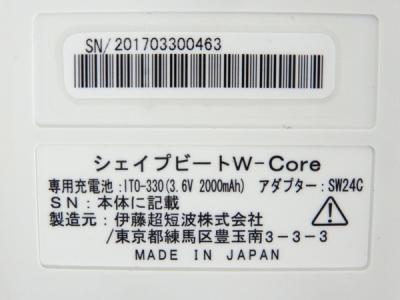 SN/201703300463
シェイプビートW-Core
専用充電池:ITO-330(3.6V 2000mAh) アダプター:SW24C
SN:本体に記載
製造元:伊藤超短波株式会社
/東京都練馬区豊玉南3-3-3
MADE IN JAPAN